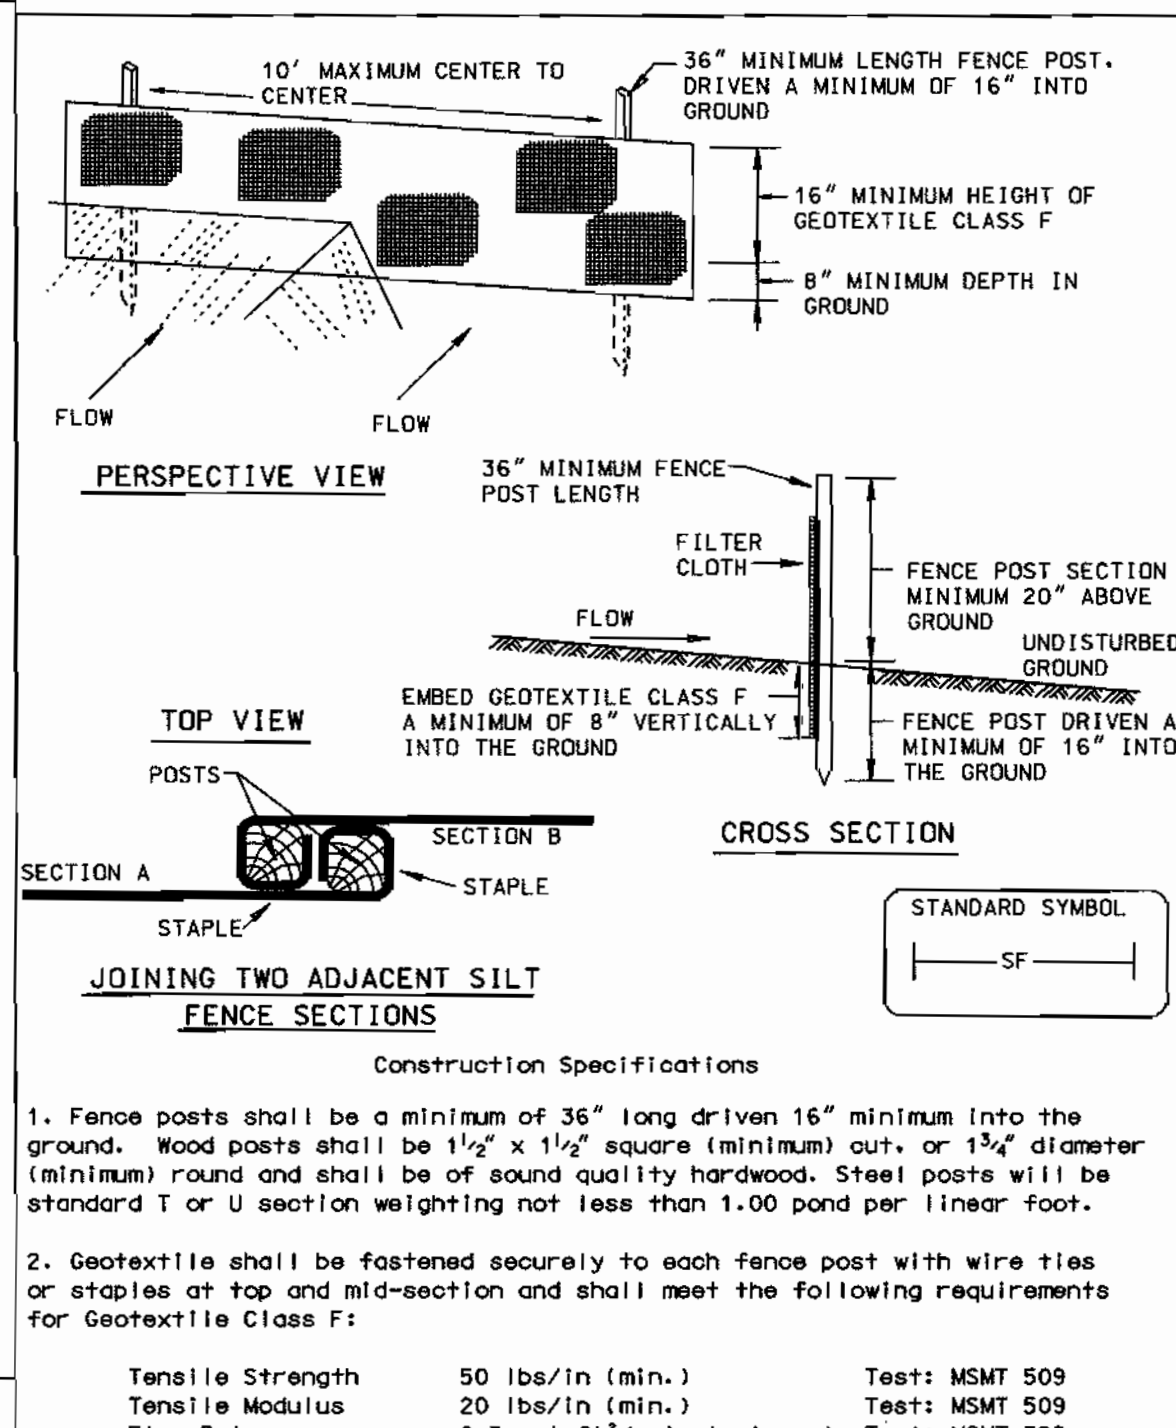 10' MAXIMUM CENTER TO
CENTER
36" MINIMUM LENGTH FENCE POST.
DRIVEN A MINIMUM OF 16" INTO
GROUND
16" MINIMUM HEIGHT OF
GEOTEXTILE CLASS F
8" MINIMUM DEPTH IN
GROUND
FLOW
FLOW
PERSPECTIVE VIEW
36" MINIMUM FENCE
POST LENGTH
FILTER
CLOTH
FENCE POST SECTION
MINIMUM 20" ABOVE
GROUND
FLOW
UNDISTURBED
GROUND
EMBED GEOTEXTILE CLASS F
A MINIMUM OF 8" VERTICALLY
INTO THE GROUND
FENCE POST DRIVEN A
MINIMUM OF 16" INTO
THE GROUND
CROSS SECTION
TOP VIEW
POSTS
SECTION B
SECTION A
STAPLE
STAPLE
JOINING TWO ADJACENT SILT
FENCE SECTIONS
STANDARD SYMBOL
SF
Construction Specifications
1. Fence posts shall be a minimum of 36" long driven 16" minimum into the
ground. Wood posts shall be 1 1/2" x 1 1/2" square (minimum) cut, or 1 3/4" diameter
(minimum) round and shall be of sound quality hardwood. Steel posts will be
standard T or U section weighting not less than 1.00 pond per linear foot.
2. Geotextile shall be fastened securely to each fence post with wire ties
or staples at top and mid-section and shall meet the following requirements
for Geotextile Class F:
Tensile Strength 50 lbs/in (min.) Test: MSMT 509
Tensile Modulus 20 lbs/in (min.) Test: MSMT 509